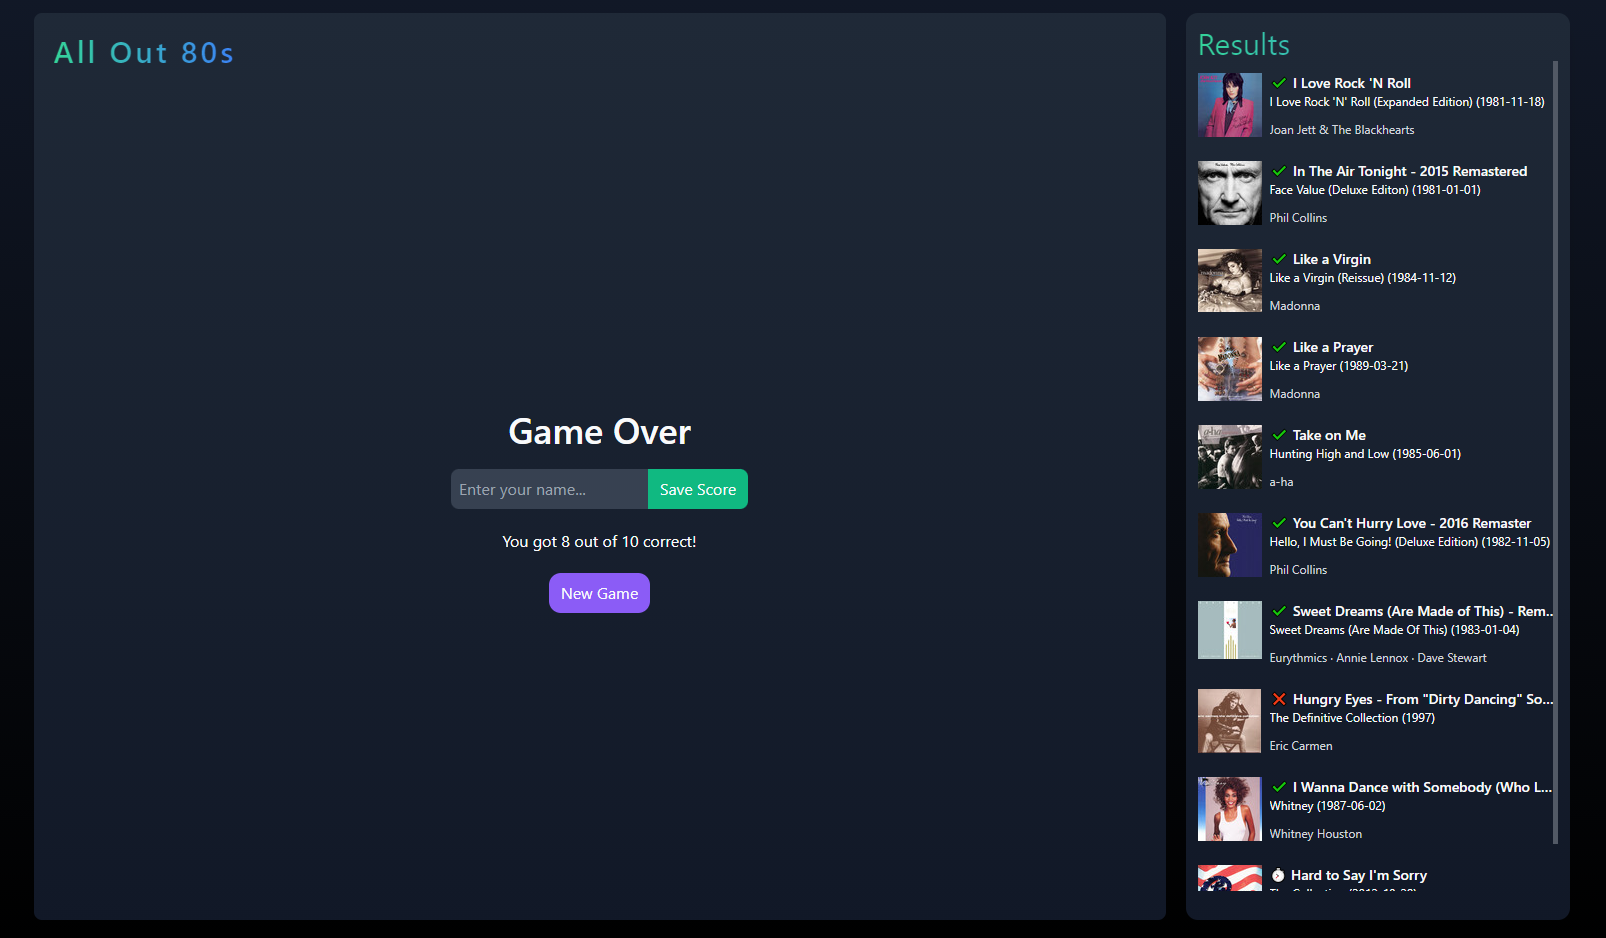 All Out 80s
Game Over
Enter your name...
Save Score
You got 8 out of 10 correct!
New Game
Results
I Love Rock 'N Roll
I Love Rock 'N' Roll (Expanded Edition) (1981-11-18)
Joan Jett & The Blackhearts
In The Air Tonight - 2015 Remastered
Face Value (Deluxe Editon) (1981-01-01)
Phil Collins
Like a Virgin
Like a Virgin (Reissue) (1984-11-12)
Madonna
Like a Prayer
Like a Prayer (1989-03-21)
Madonna
Take on Me
Hunting High and Low (1985-06-01)
a-ha
You Can't Hurry Love - 2016 Remaster
Hello, I Must Be Going! (Deluxe Edition) (1982-11-05)
Phil Collins
Sweet Dreams (Are Made of This) - Rem...
Sweet Dreams (Are Made Of This) (1983-01-04)
Eurythmics · Annie Lennox · Dave Stewart
Hungry Eyes - From "Dirty Dancing" So...
The Definitive Collection (1997)
Eric Carmen
I Wanna Dance with Somebody (Who L...
Whitney (1987-06-02)
Whitney Houston
Hard to Say I'm Sorry